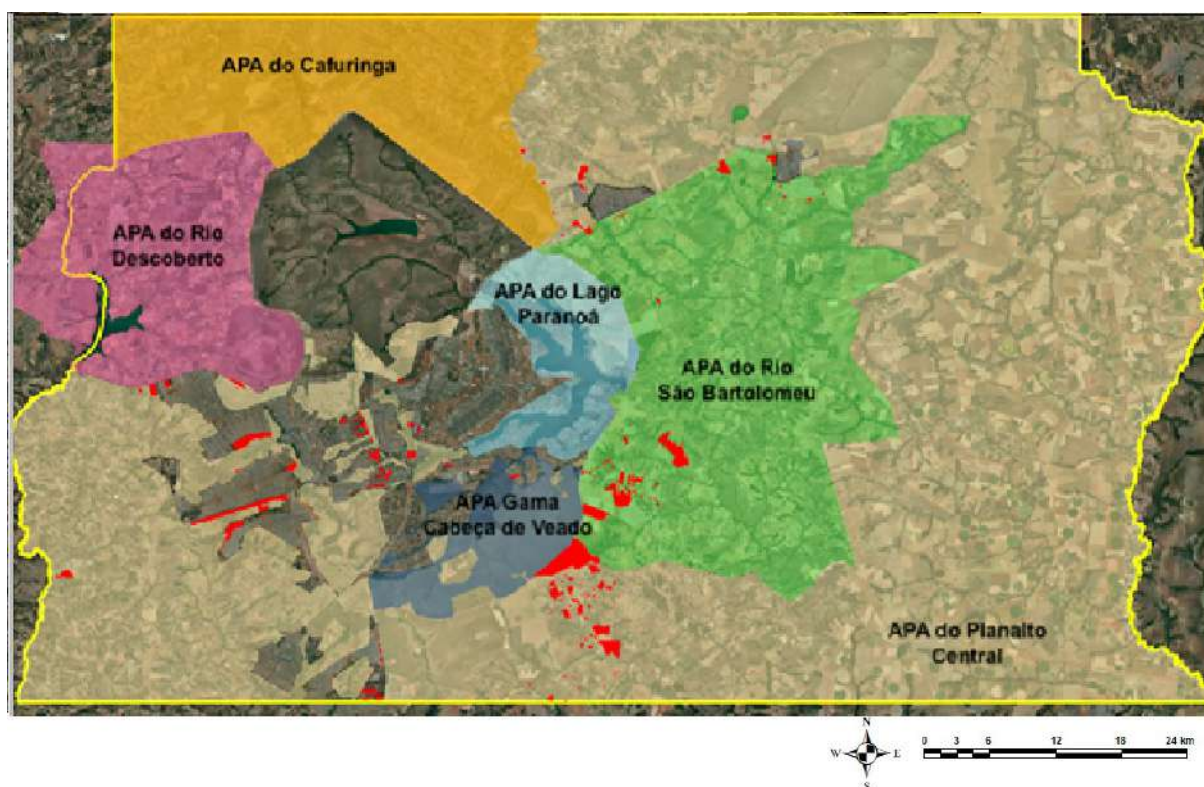 APA do Cafuringa
APA do Rio
Descoberto
APA do Lago
Paranoá
APA do Rio
São Bartolomeu
APA Gama
Cabeça de Veado
APA do Planalto
Central
N
W E
S
0 3 6 12 18 24 km